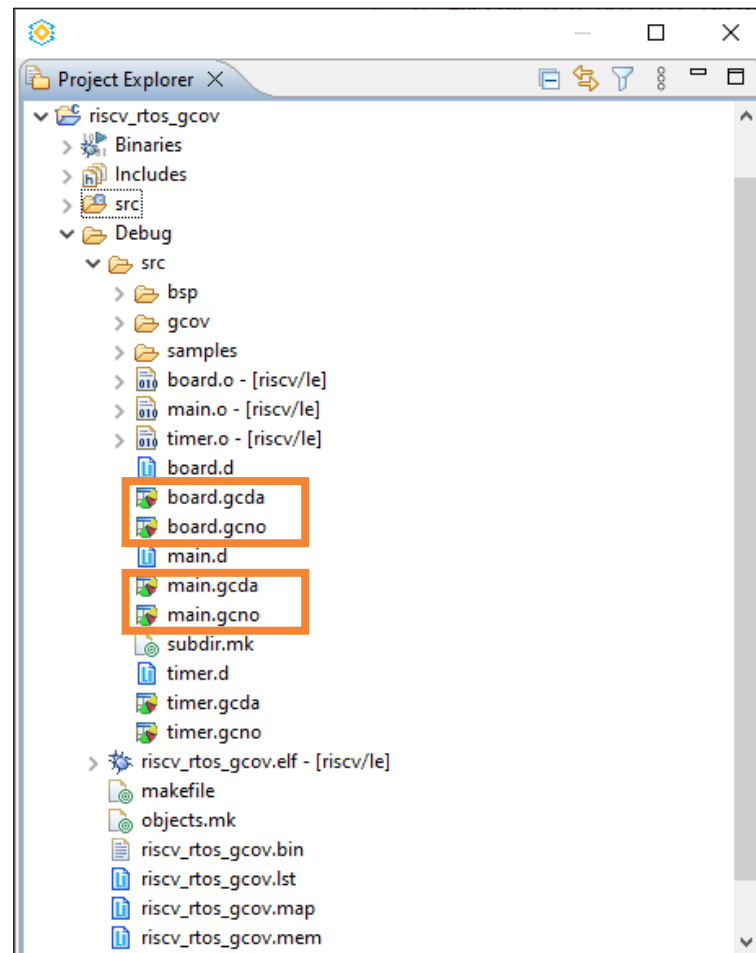 Project Explorer
riscv_rtos_gcov
Binaries
Includes
src
Debug
src
bsp
gcov
samples
board.o - [riscv/le]
main.o - [riscv/le]
timer.o - [riscv/le]
board.d
board.gcda
board.gcno
main.d
main.gcda
main.gcno
subdir.mk
timer.d
timer.gcda
timer.gcno
riscv_rtos_gcov.elf - [riscv/le]
makefile
objects.mk
riscv_rtos_gcov.bin
riscv_rtos_gcov.lst
riscv_rtos_gcov.map
riscv_rtos_gcov.mem